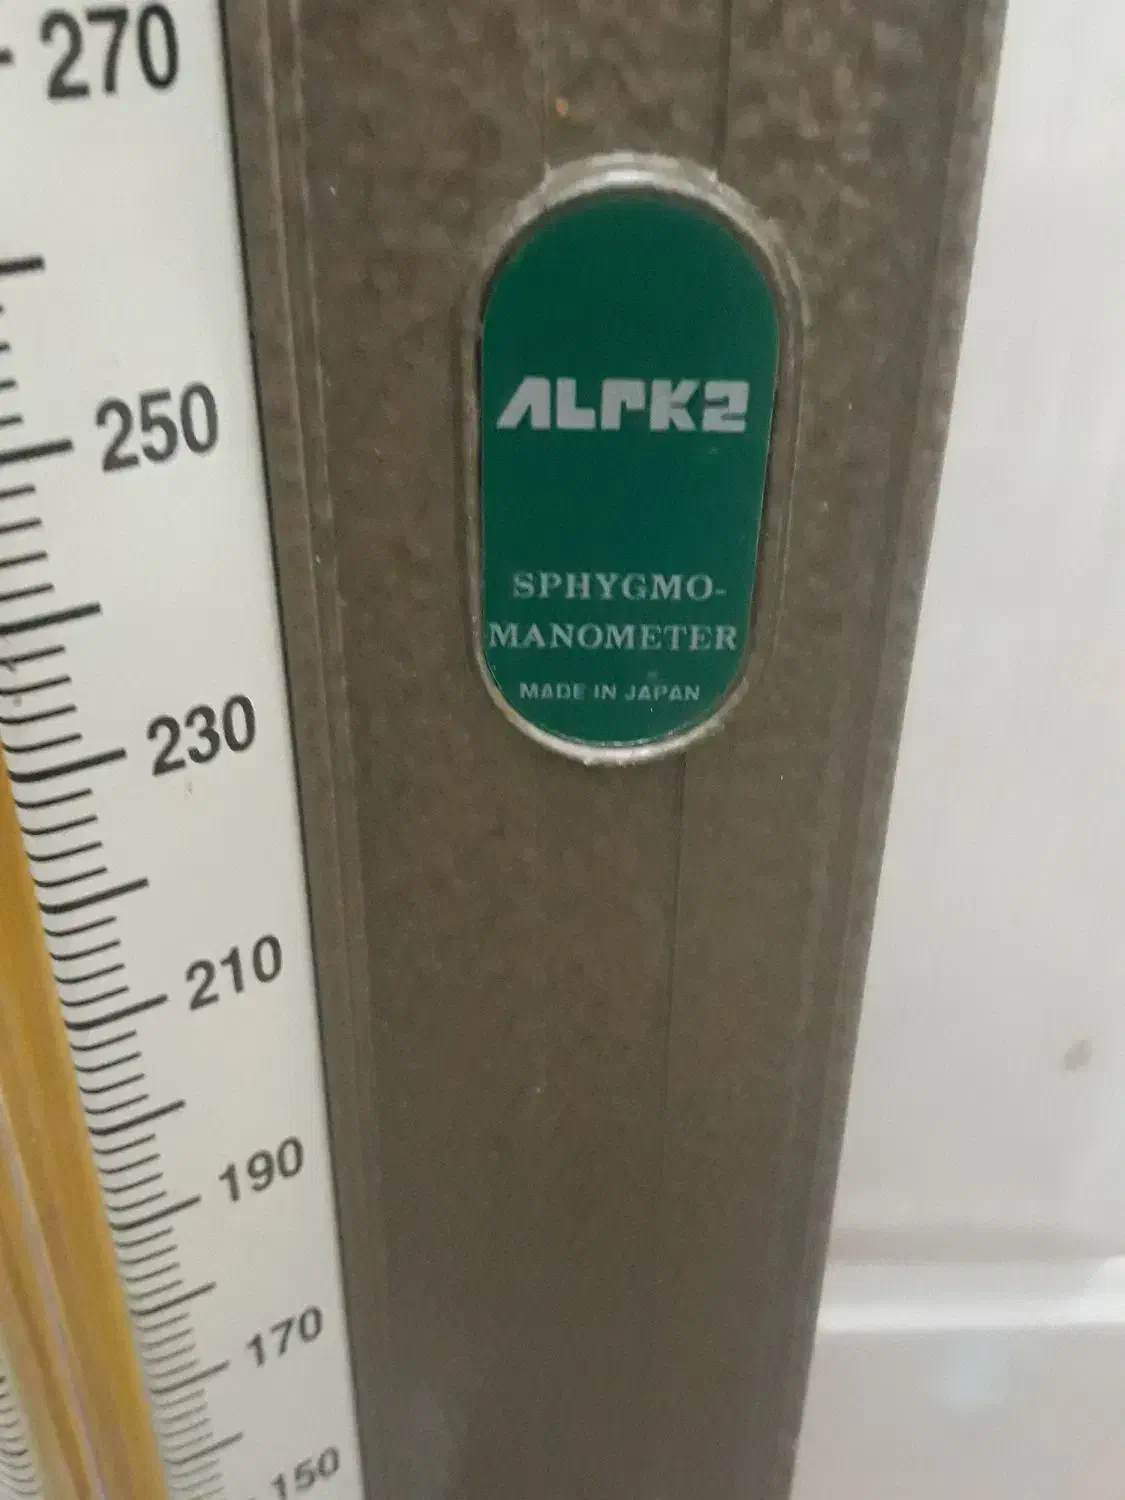 270
250
230
210
190
170
150
ALPK2
SPHYGMO-
MANOMETER
MADE IN JAPAN